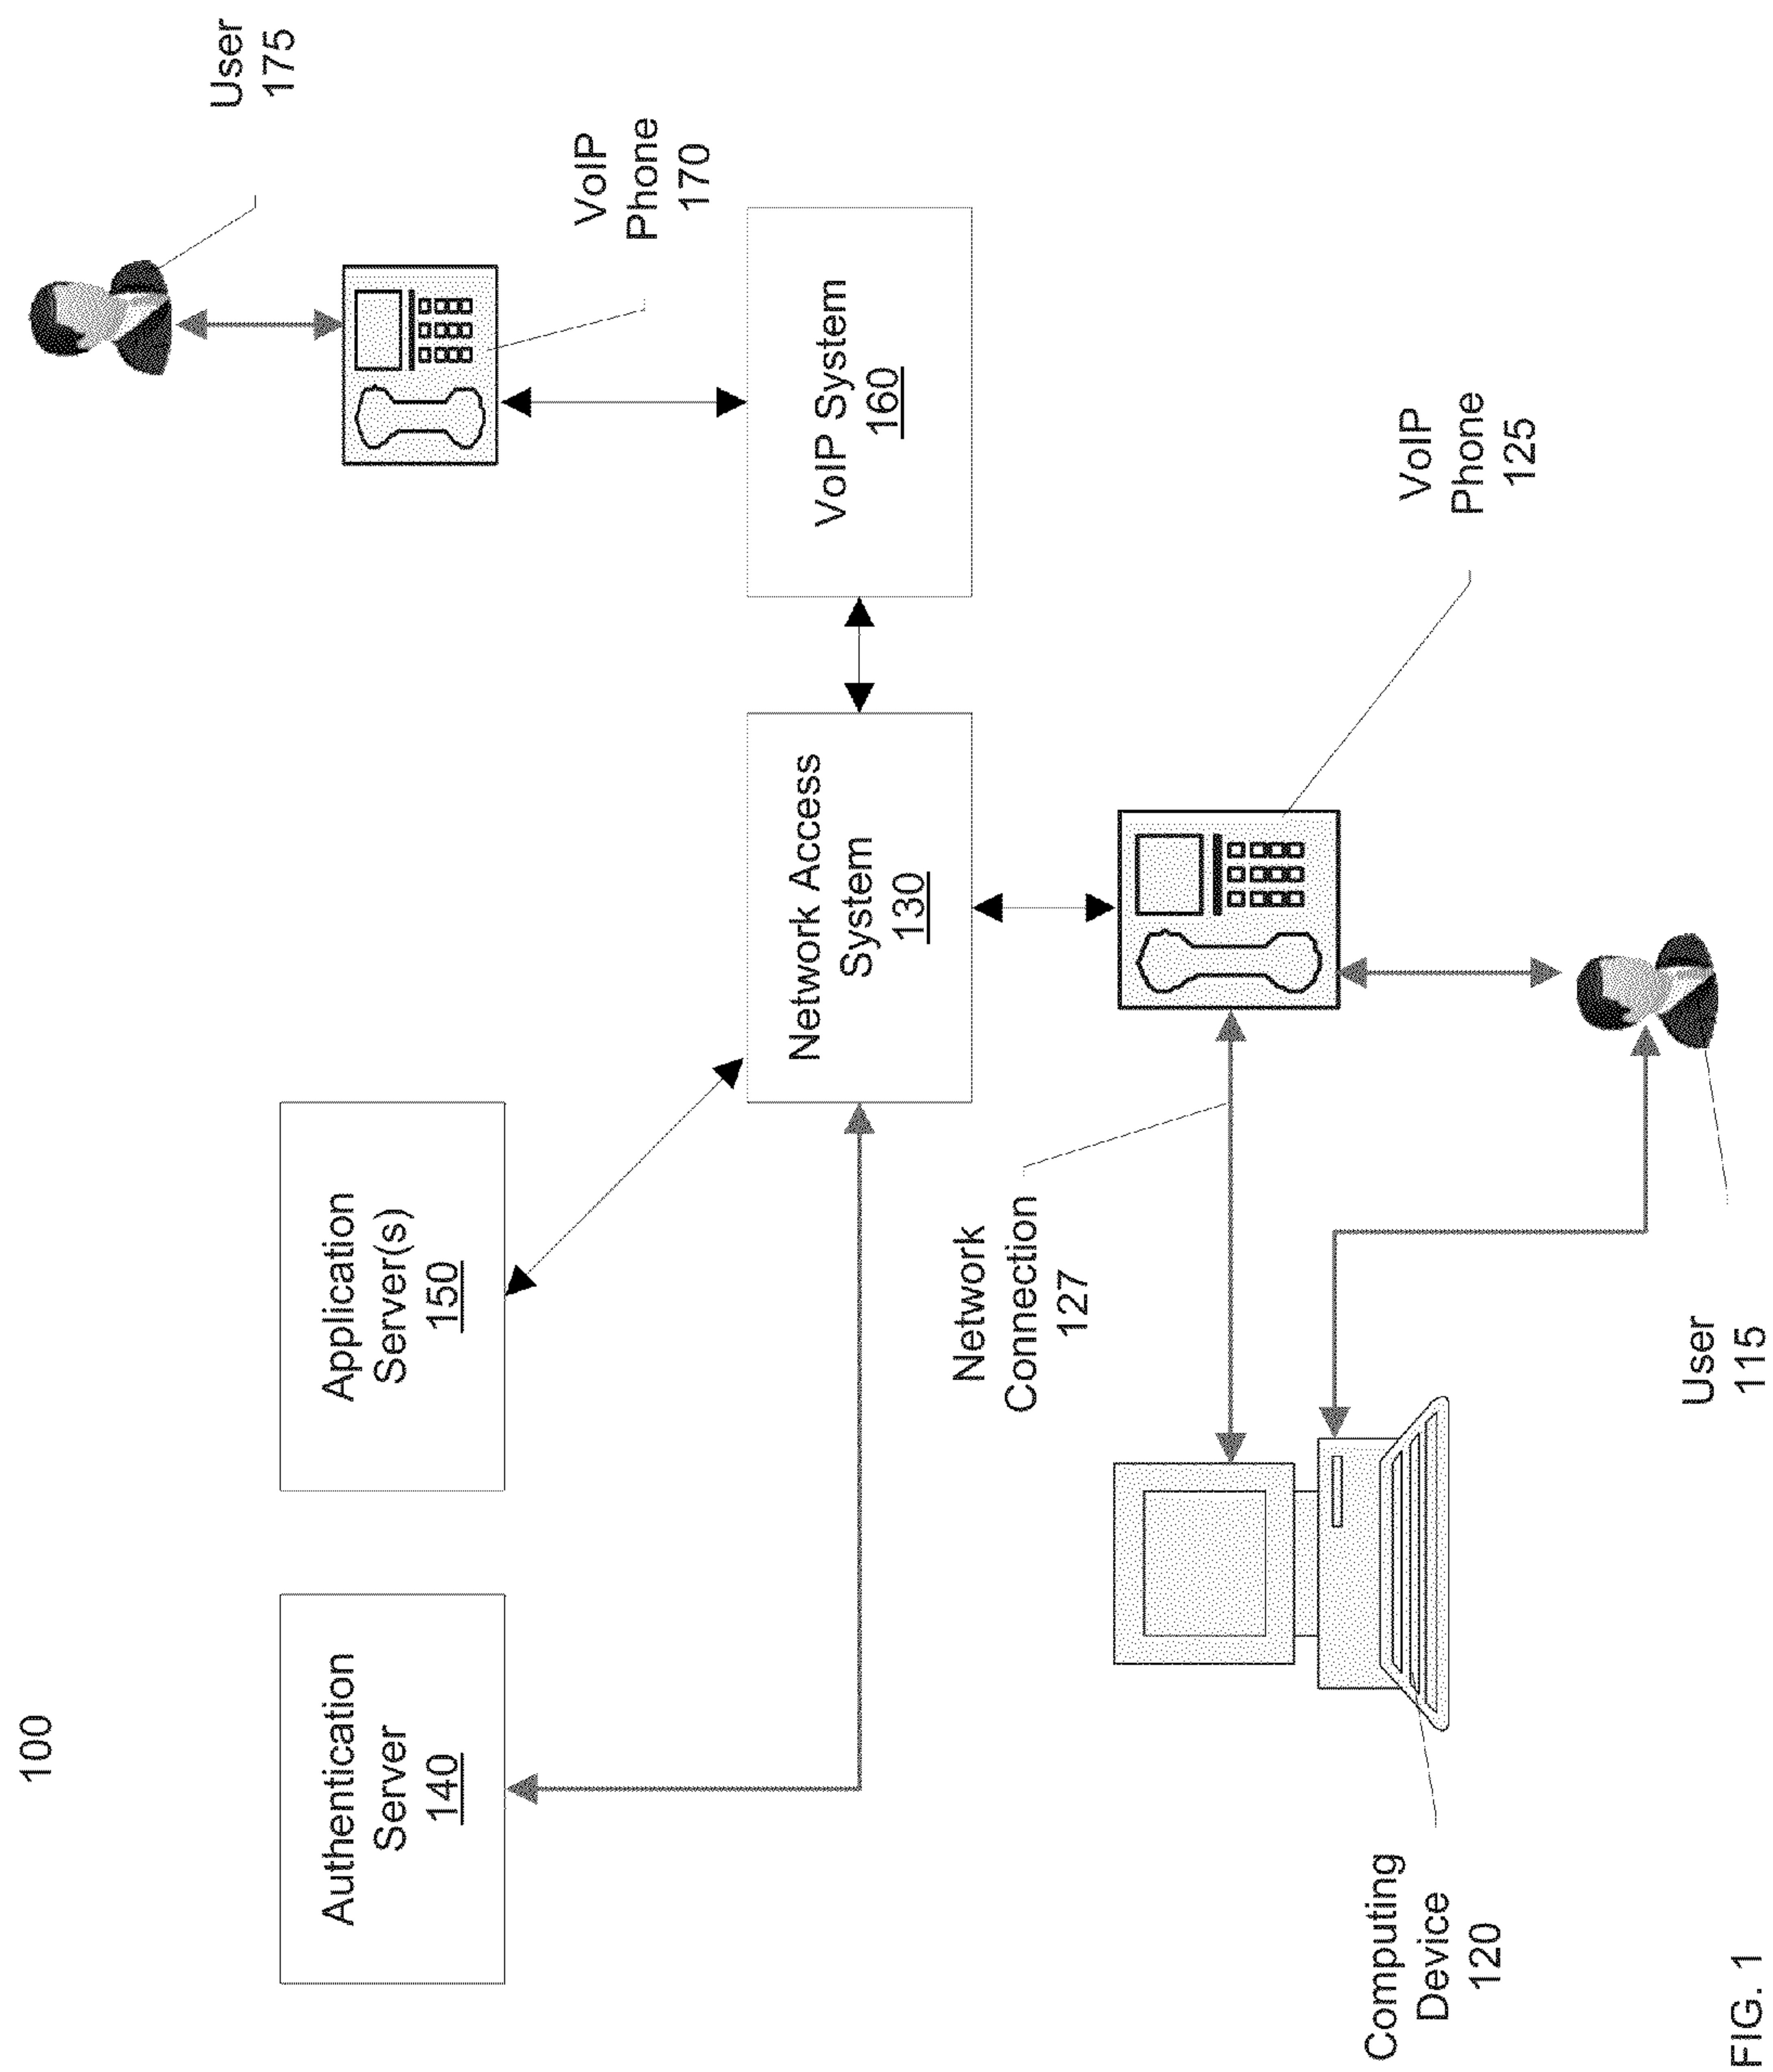 100
Authentication
Server
140
Application
Server(s)
150
User
175
VoIP
Phone
170
Network Access
System
130
VoIP System
160
Network
Connection
127
Computing
Device
120
VoIP
Phone
125
User
115
FIG. 1